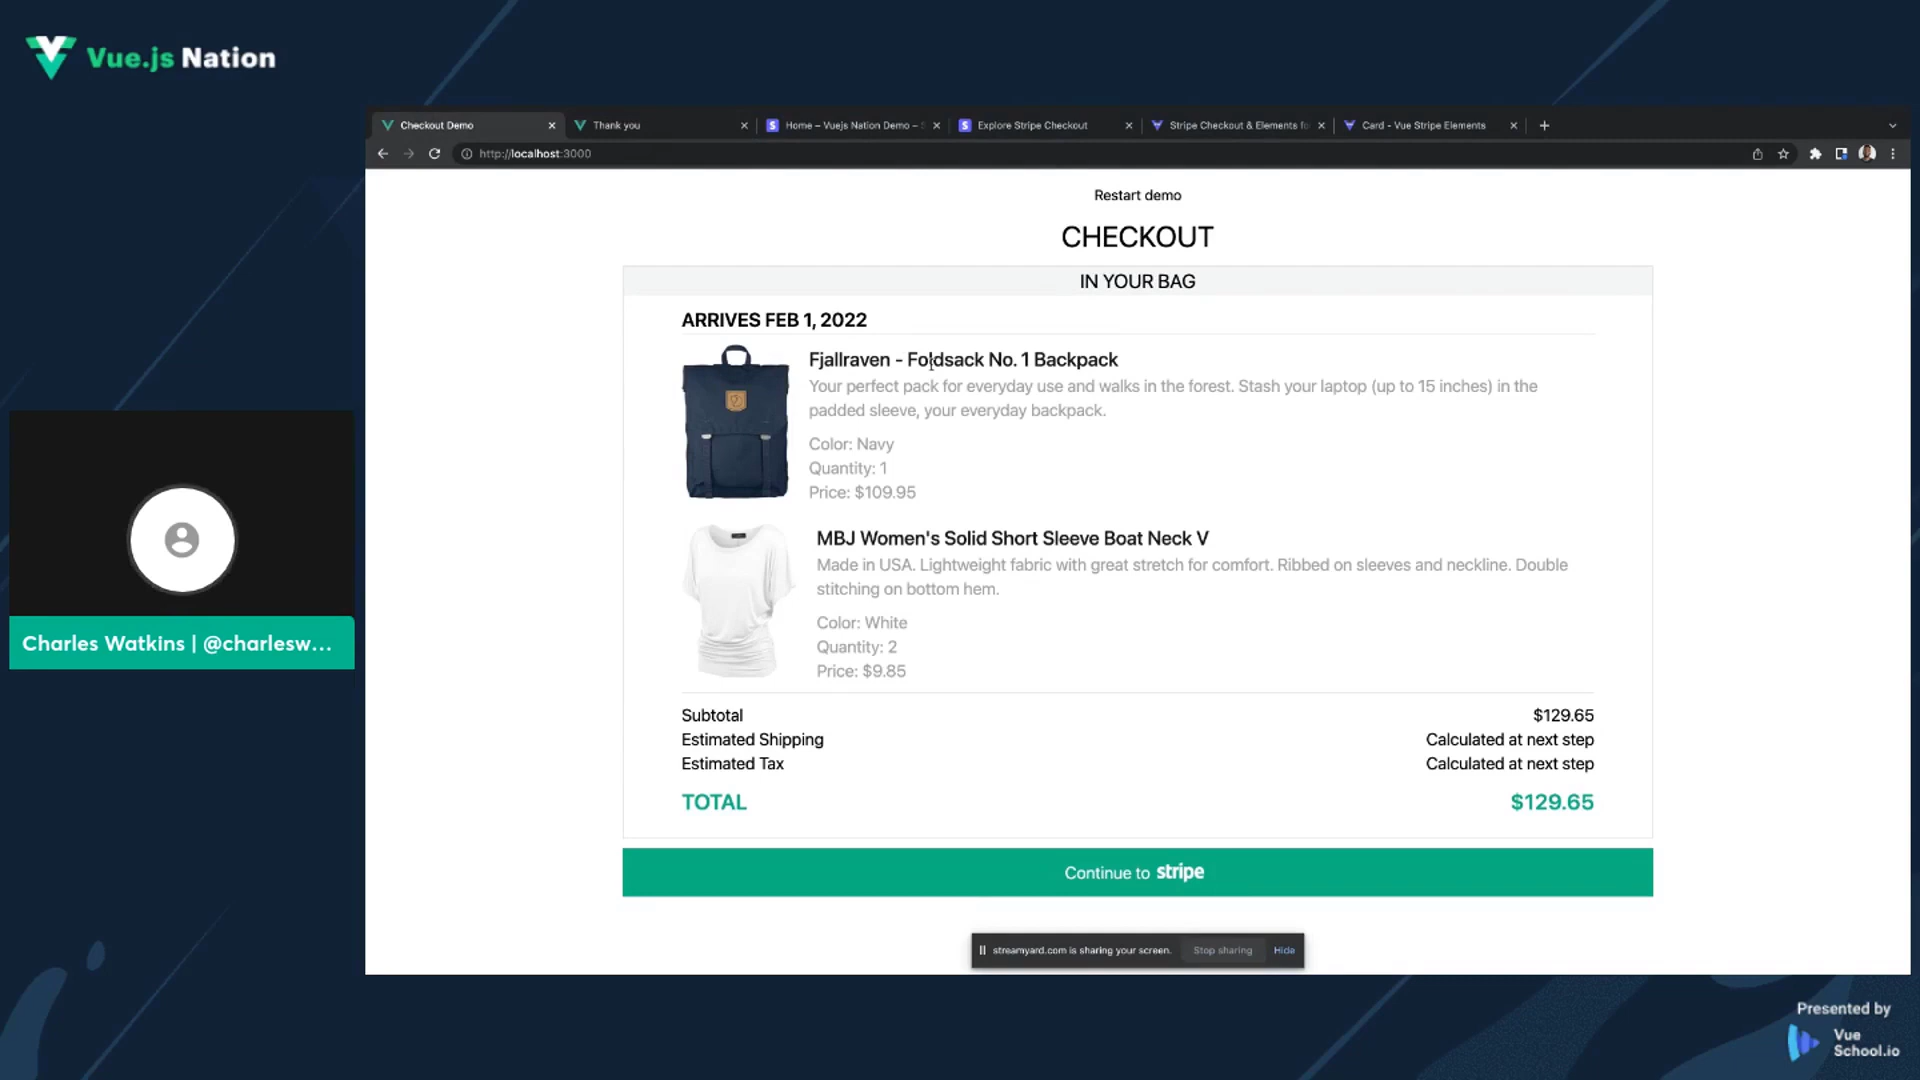 Vue.js Nation
Checkout Demo
Thank you
Home – Vuejs Nation Demo –
Explore Stripe Checkout
Stripe Checkout & Elements fo
Card - Vue Stripe Elements
http://localhost:3000
Restart demo
CHECKOUT
IN YOUR BAG
ARRIVES FEB 1, 2022
Fjallraven - Foldsack No. 1 Backpack
Your perfect pack for everyday use and walks in the forest. Stash your laptop (up to 15 inches) in the
padded sleeve, your everyday backpack.
Color: Navy
Quantity: 1
Price: $109.95
MBJ Women's Solid Short Sleeve Boat Neck V
Made in USA. Lightweight fabric with great stretch for comfort. Ribbed on sleeves and neckline. Double
stitching on bottom hem.
Color: White
Quantity: 2
Price: $9.85
Subtotal $129.65
Estimated Shipping Calculated at next step
Estimated Tax Calculated at next step
TOTAL $129.65
Continue to stripe
streamyard.com is sharing your screen. Stop sharing Hide
Charles Watkins | @charlesw...
Presented by
Vue
School.io